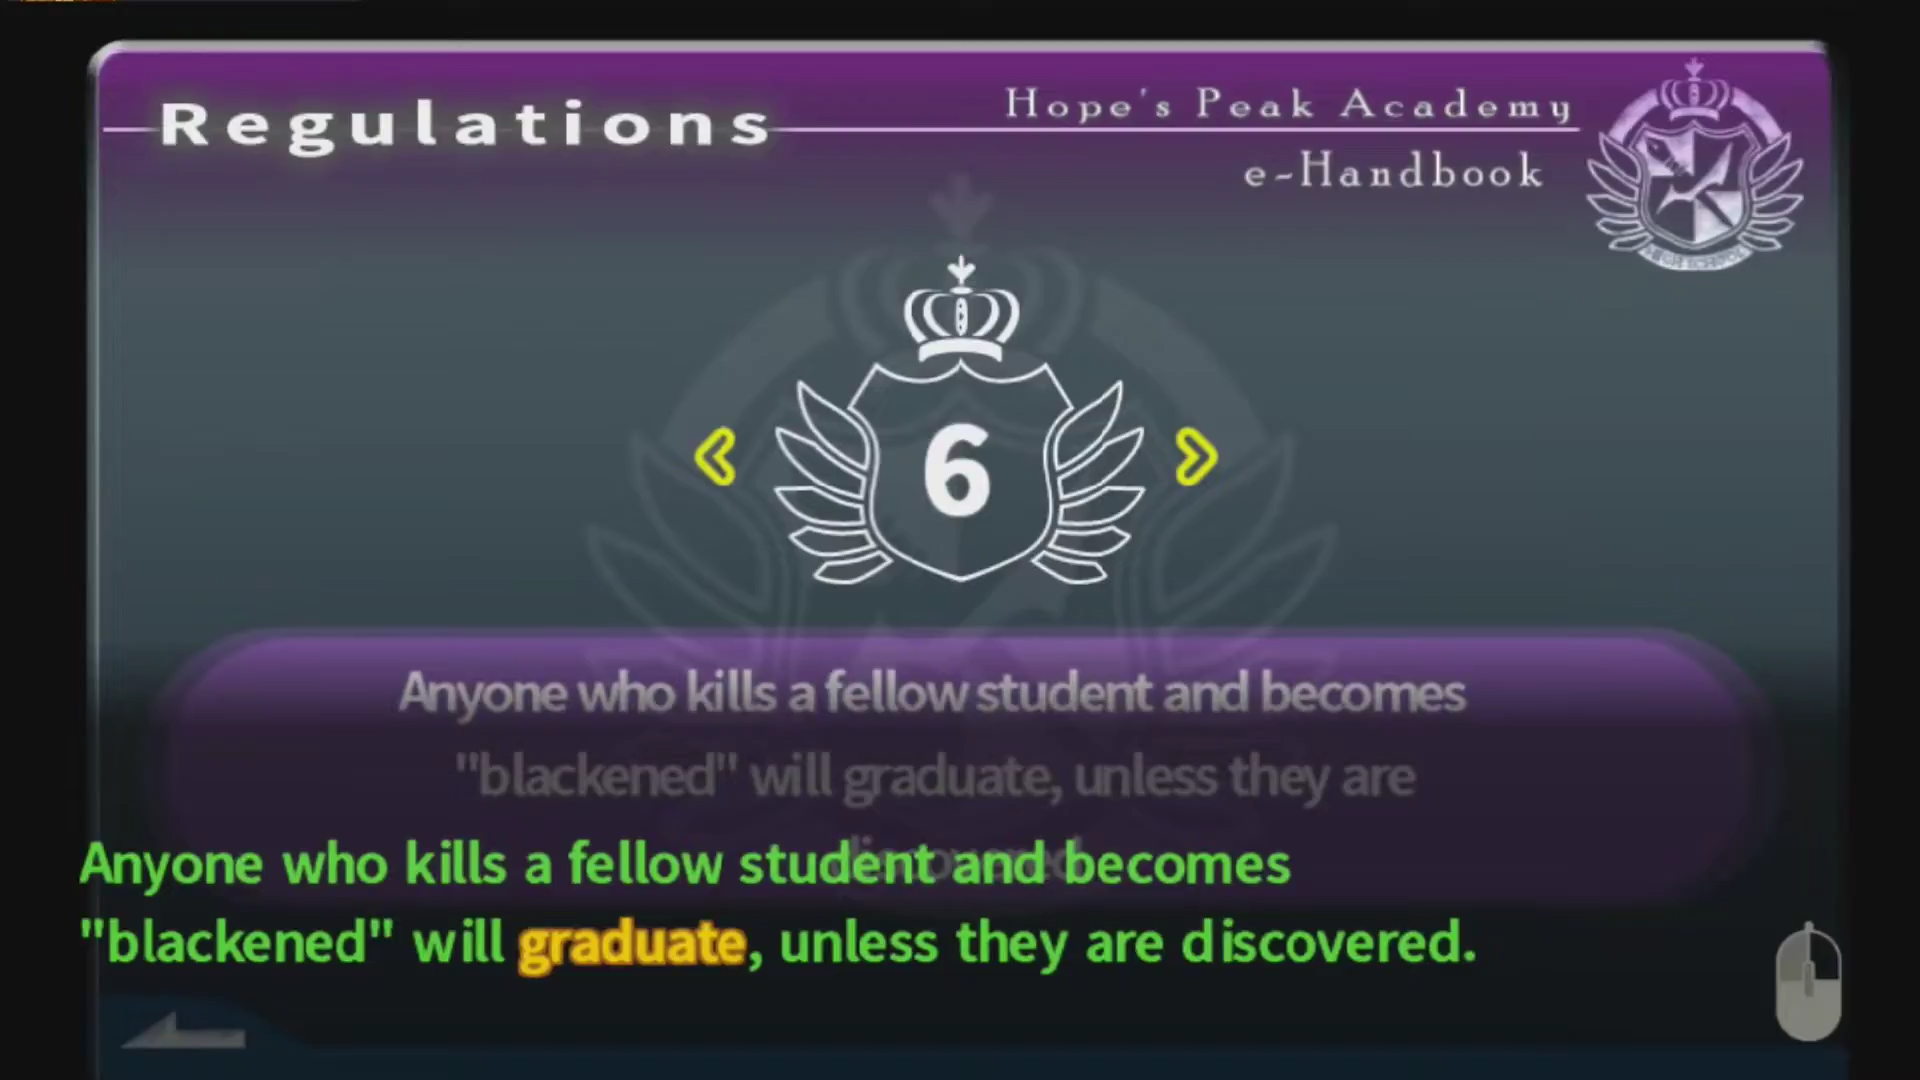 Regulations
Hope's Peak Academy
e-Handbook
6
Anyone who kills a fellow student and becomes
"blackened" will graduate, unless they are
discovered
Anyone who kills a fellow student and becomes
"blackened" will graduate, unless they are discovered.